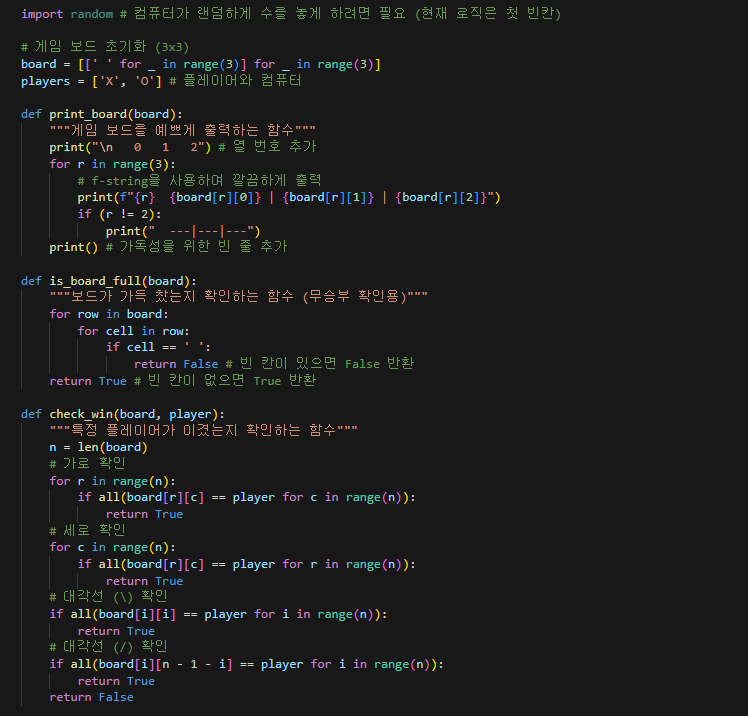 import random # 컴퓨터가 랜덤하게 수를 놓게 하려면 필요 (현재 로직은 첫 빈칸)
# 게임 보드 초기화 (3x3)
board = [[' ' for _ in range(3)] for _ in range(3)]
players = ['X', 'O'] # 플레이어와 컴퓨터
def print_board(board):
    """게임 보드를 예쁘게 출력하는 함수"""
    print("\n   0   1   2") # 열 번호 추가
    for r in range(3):
        # f-string을 사용하여 깔끔하게 출력
        print(f"{r}  {board[r][0]} | {board[r][1]} | {board[r][2]}")
        if (r != 2):
            print("  ---|---|---")
    print() # 가독성을 위한 빈 줄 추가
def is_board_full(board):
    """보드가 가득 찼는지 확인하는 함수 (무승부 확인용)"""
    for row in board:
        for cell in row:
            if cell == ' ':
                return False # 빈 칸이 있으면 False 반환
    return True # 빈 칸이 없으면 True 반환
def check_win(board, player):
    """특정 플레이어가 이겼는지 확인하는 함수"""
    n = len(board)
    # 가로 확인
    for r in range(n):
        if all(board[r][c] == player for c in range(n)):
            return True
    # 세로 확인
    for c in range(n):
        if all(board[r][c] == player for r in range(n)):
            return True
    # 대각선 (\) 확인
    if all(board[i][i] == player for i in range(n)):
        return True
    # 대각선 (/) 확인
    if all(board[i][n - 1 - i] == player for i in range(n)):
        return True
    return False